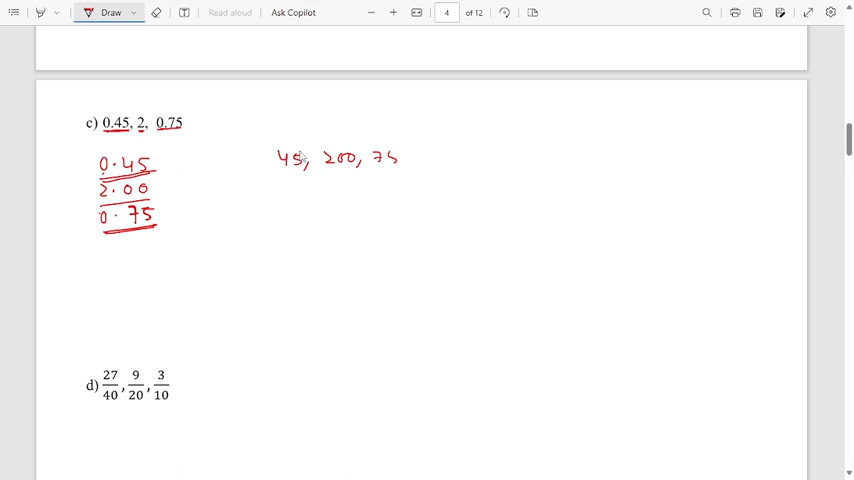 Draw
Read aloud
Ask Copilot
4 of 12
c) 0.45, 2, 0.75
0.45
2.00
0.75
45, 200, 75
d) 27/40, 9/20, 3/10